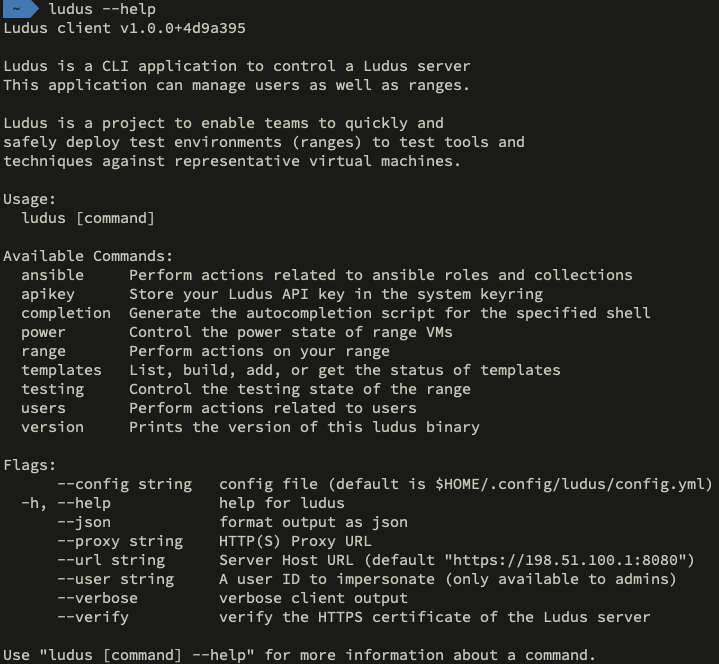 ~ ludus --help
Ludus client v1.0.0+4d9a395
Ludus is a CLI application to control a Ludus server
This application can manage users as well as ranges.
Ludus is a project to enable teams to quickly and
safely deploy test environments (ranges) to test tools and
techniques against representative virtual machines.
Usage:
  ludus [command]
Available Commands:
  ansible     Perform actions related to ansible roles and collections
  apikey      Store your Ludus API key in the system keyring
  completion  Generate the autocompletion script for the specified shell
  power       Control the power state of range VMs
  range       Perform actions on your range
  templates   List, build, add, or get the status of templates
  testing     Control the testing state of the range
  users       Perform actions related to users
  version     Prints the version of this ludus binary
Flags:
      --config string   config file (default is $HOME/.config/ludus/config.yml)
  -h, --help            help for ludus
      --json            format output as json
      --proxy string    HTTP(S) Proxy URL
      --url string      Server Host URL (default "https://198.51.100.1:8080")
      --user string     A user ID to impersonate (only available to admins)
      --verbose         verbose client output
      --verify          verify the HTTPS certificate of the Ludus server
Use "ludus [command] --help" for more information about a command.